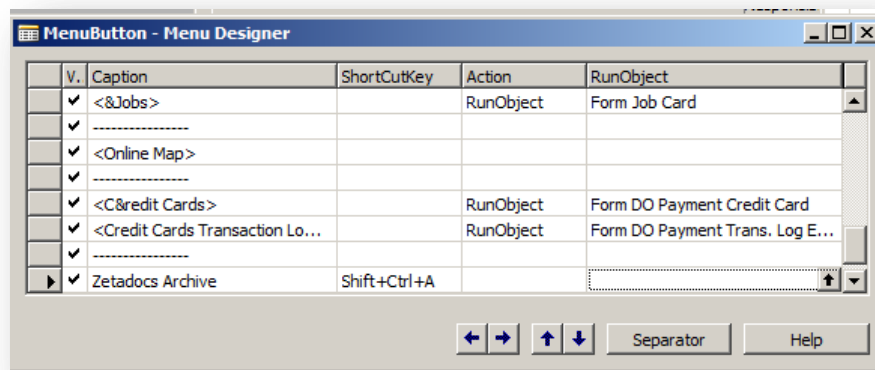 MenuButton - Menu Designer
V. Caption ShortCutKey Action RunObject
<&Jobs> RunObject Form Job Card
----------------
<Online Map>
----------------
<C&redit Cards> RunObject Form DO Payment Credit Card
<Credit Cards Transaction Lo... RunObject Form DO Payment Trans. Log E...
----------------
Zetadocs Archive Shift+Ctrl+A
Separator Help